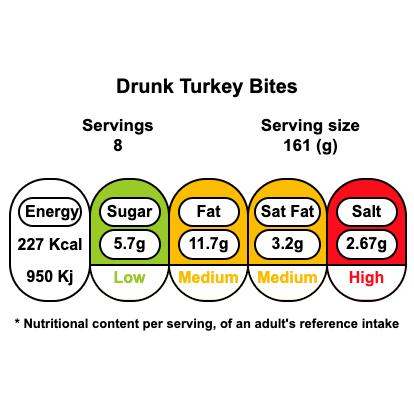 Drunk Turkey Bites
Servings Serving size
8 161 (g)
Energy Sugar Fat Sat Fat Salt
227 Kcal 5.7g 11.7g 3.2g 2.67g
950 Kj Low Medium Medium High
* Nutritional content per serving, of an adult's reference intake